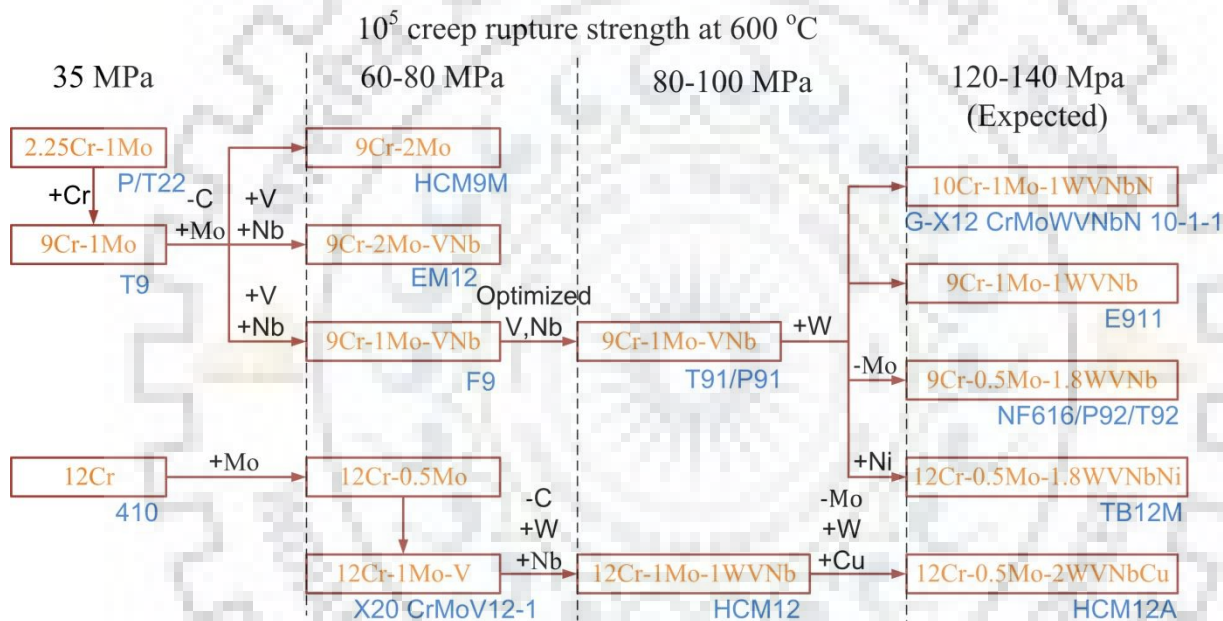 10⁵ creep rupture strength at 600 °C
35 MPa
60-80 MPa
80-100 MPa
120-140 Mpa
(Expected)
2.25Cr-1Mo
P/T22
+Cr
9Cr-1Mo
T9
-C
+Mo
+V
+Nb
+V
+Nb
9Cr-2Mo
HCM9M
9Cr-2Mo-VNb
EM12
9Cr-1Mo-VNb
F9
Optimized
V,Nb
9Cr-1Mo-VNb
T91/P91
+W
10Cr-1Mo-1WVNbN
G-X12 CrMoWVNbN 10-1-1
9Cr-1Mo-1WVNb
E911
-Mo
9Cr-0.5Mo-1.8WVNb
NF616/P92/T92
+Ni
12Cr-0.5Mo-1.8WVNbNi
TB12M
12Cr
410
+Mo
12Cr-0.5Mo
12Cr-1Mo-V
X20 CrMoV12-1
-C
+W
+Nb
12Cr-1Mo-1WVNb
HCM12
-Mo
+W
+Cu
12Cr-0.5Mo-2WVNbCu
HCM12A